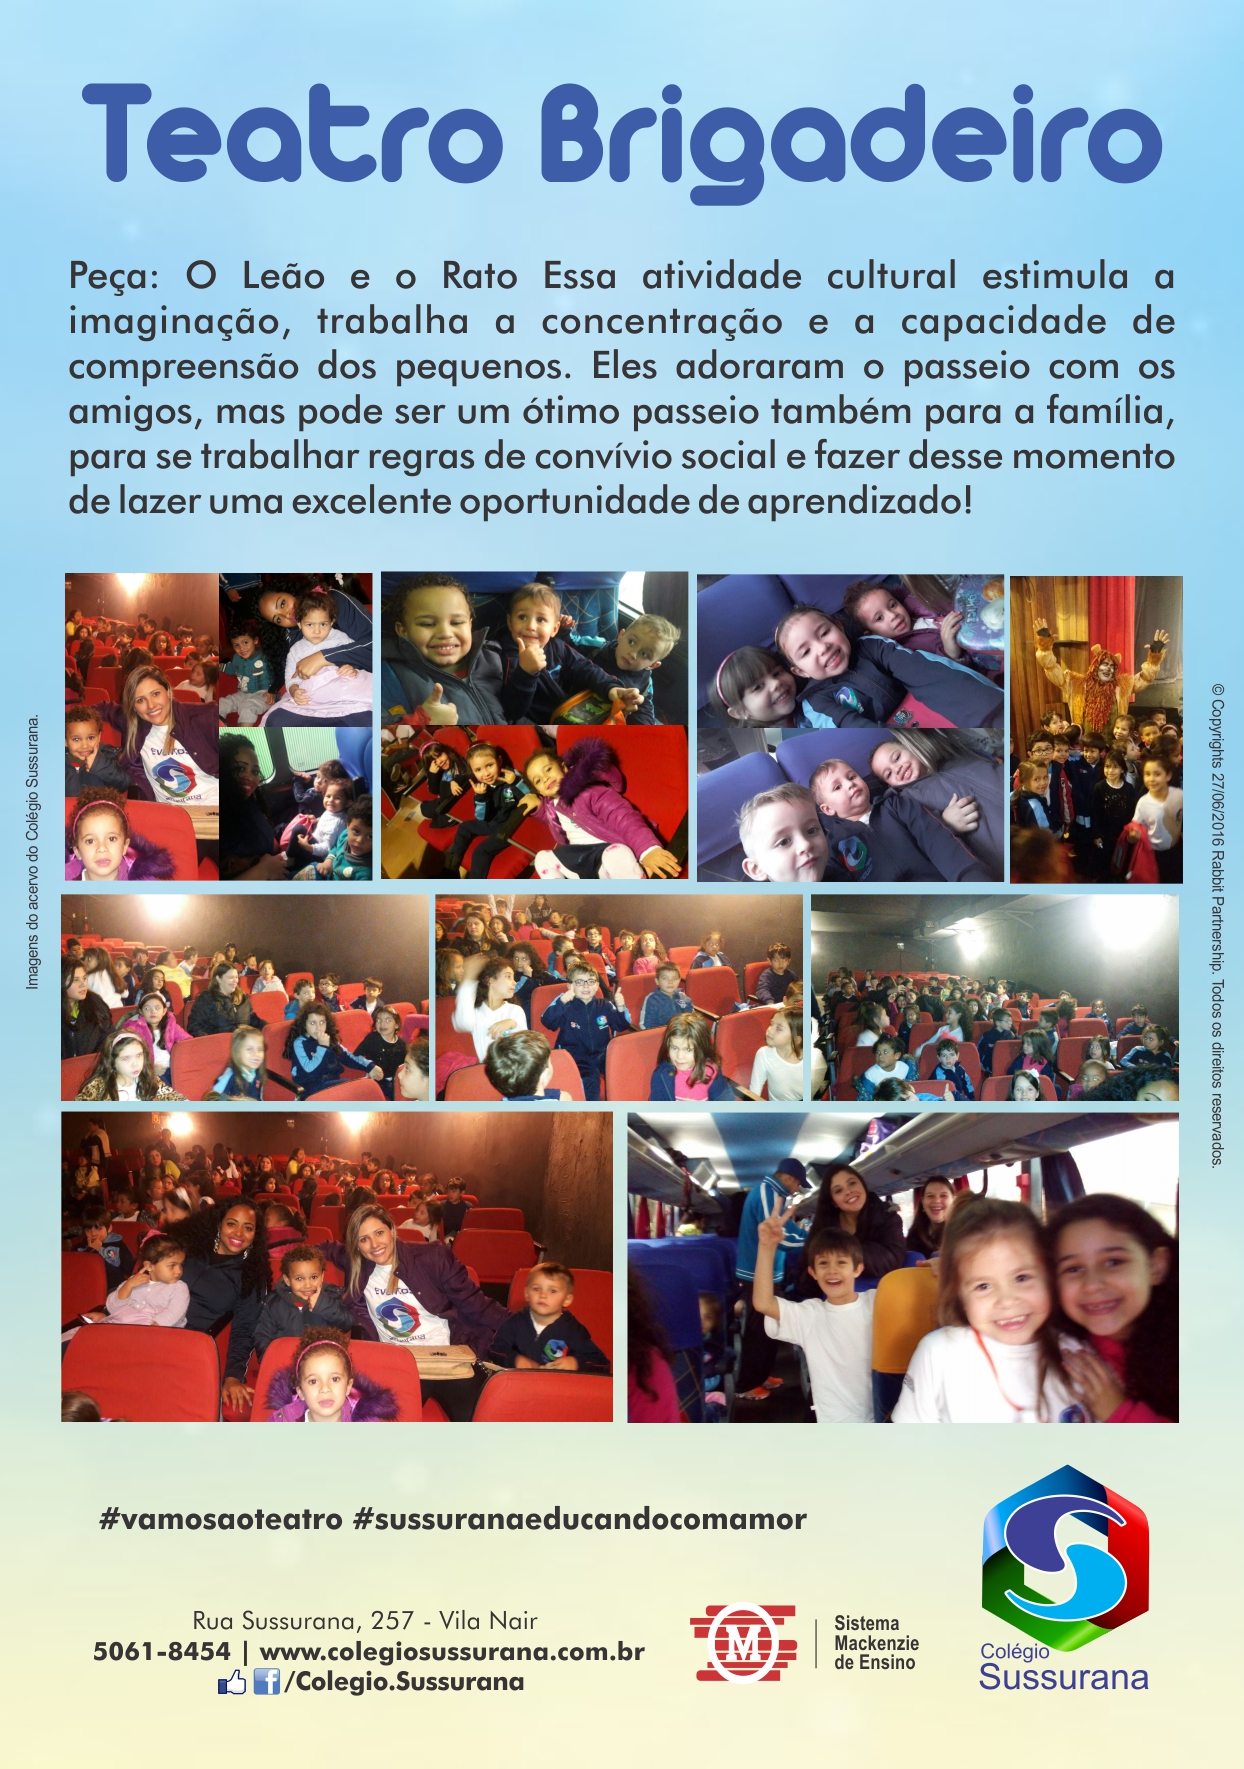 Teatro Brigadeiro
Peça: O Leão e o Rato Essa atividade cultural estimula a
imaginação, trabalha a concentração e a capacidade de
compreensão dos pequenos. Eles adoraram o passeio com os
amigos, mas pode ser um ótimo passeio também para a família,
para se trabalhar regras de convívio social e fazer desse momento
de lazer uma excelente oportunidade de aprendizado!
Imagens do acervo do Colégio Sussurana.
© Copyrights 27/06/2016 Rabbit Partnership. Todos os direitos reservados.
#vamosaoteatro #sussuranaeducandocomamor
Rua Sussurana, 257 - Vila Nair
5061-8454 | www.colegiosussurana.com.br
f /Colegio.Sussurana
M
Sistema
Mackenzie
de Ensino
Colégio
Sussurana